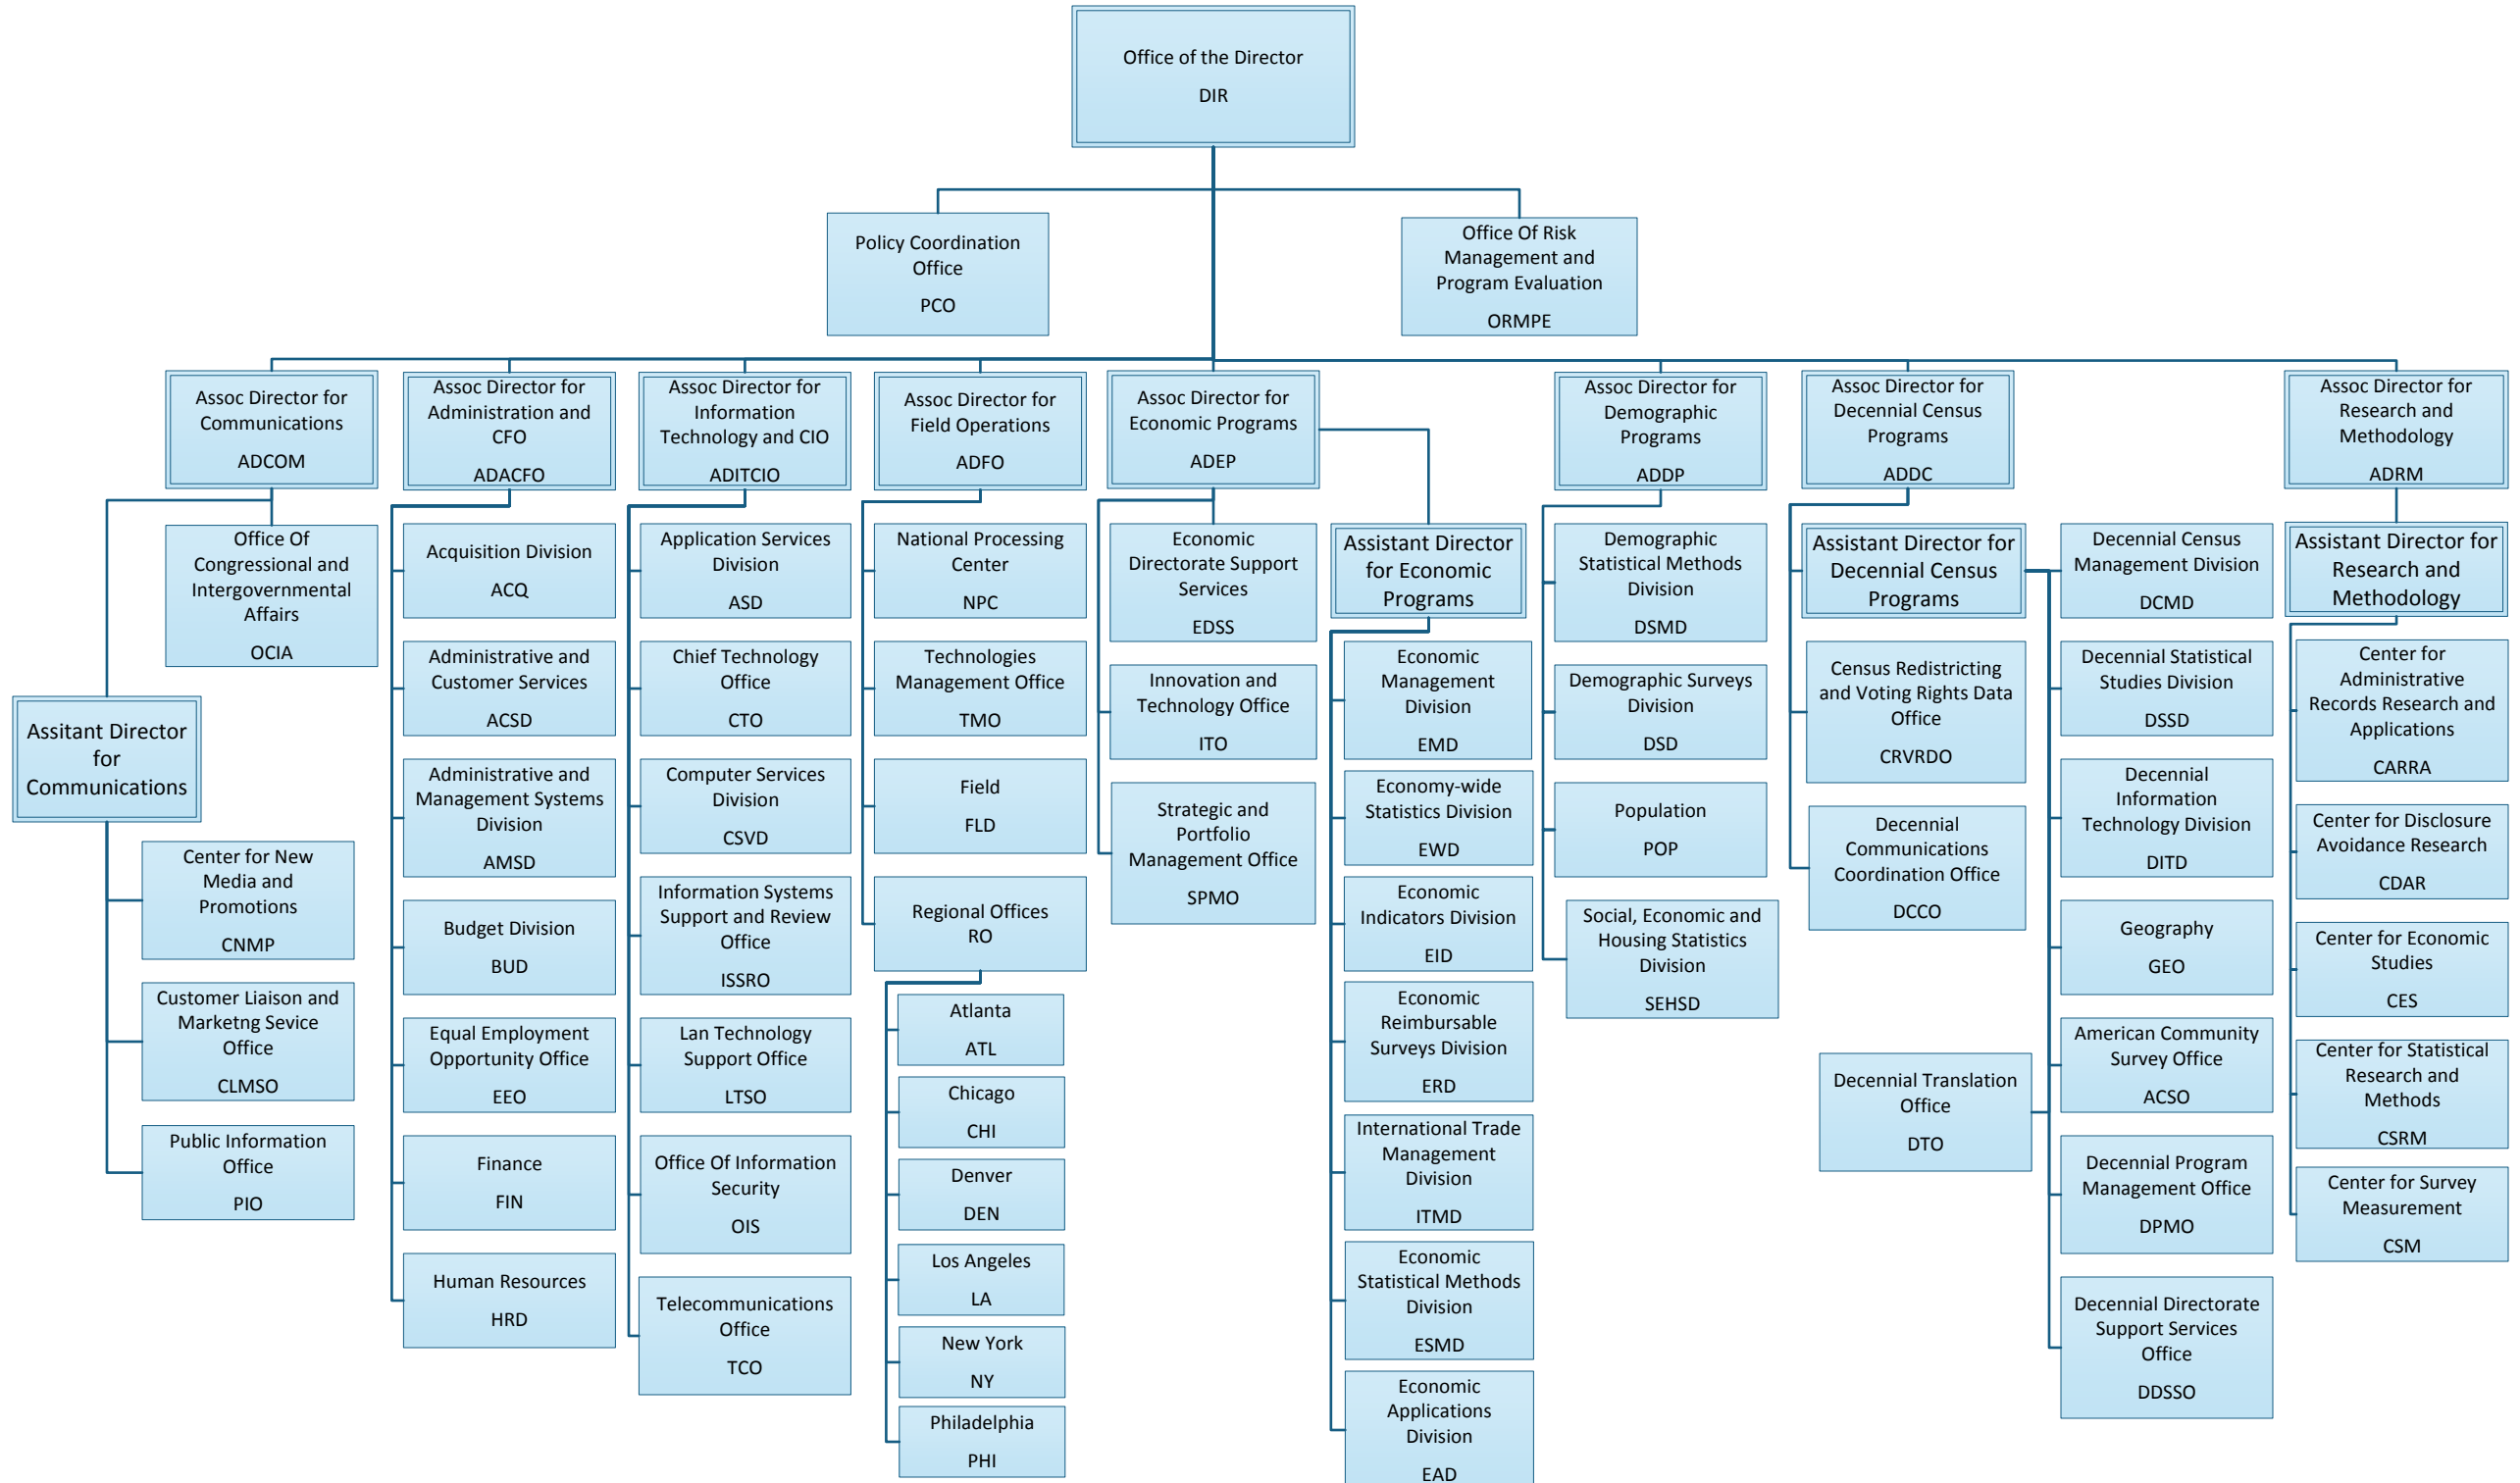 Office of the Director
DIR
Policy Coordination
Office
PCO
Office Of Risk
Management and
Program Evaluation
ORMPE
Assoc Director for
Communications
ADCOM
Assoc Director for
Administration and
CFO
ADACFO
Assoc Director for
Information
Technology and CIO
ADITCIO
Assoc Director for
Field Operations
ADFO
Assoc Director for
Economic Programs
ADEP
Assoc Director for
Demographic
Programs
ADDP
Assoc Director for
Decennial Census
Programs
ADDC
Assoc Director for
Research and
Methodology
ADRM
Office Of
Congressional and
Intergovernmental
Affairs
OCIA
Assitant Director
for
Communications
Center for New
Media and
Promotions
CNMP
Customer Liaison and
Marketng Sevice
Office
CLMSO
Public Information
Office
PIO
Acquisition Division
ACQ
Administrative and
Customer Services
ACSD
Administrative and
Management Systems
Division
AMSD
Budget Division
BUD
Equal Employment
Opportunity Office
EEO
Finance
FIN
Human Resources
HRD
Application Services
Division
ASD
Chief Technology
Office
CTO
Computer Services
Division
CSVD
Information Systems
Support and Review
Office
ISSRO
Lan Technology
Support Office
LTSO
Office Of Information
Security
OIS
Telecommunications
Office
TCO
National Processing
Center
NPC
Technologies
Management Office
TMO
Field
FLD
Regional Offices
RO
Atlanta
ATL
Chicago
CHI
Denver
DEN
Los Angeles
LA
New York
NY
Philadelphia
PHI
Economic
Directorate Support
Services
EDSS
Innovation and
Technology Office
ITO
Strategic and
Portfolio
Management Office
SPMO
Assistant Director
for Economic
Programs
Economic
Management
Division
EMD
Economy-wide
Statistics Division
EWD
Economic
Indicators Division
EID
Economic
Reimbursable
Surveys Division
ERD
International Trade
Management
Division
ITMD
Economic
Statistical Methods
Division
ESMD
Economic
Applications
Division
EAD
Demographic
Statistical Methods
Division
DSMD
Demographic Surveys
Division
DSD
Population
POP
Social, Economic and
Housing Statistics
Division
SEHSD
Assistant Director for
Decennial Census
Programs
Census Redistricting
and Voting Rights Data
Office
CRVRDO
Decennial
Communications
Coordination Office
DCCO
Decennial Translation
Office
DTO
Decennial Census
Management Division
DCMD
Decennial Statistical
Studies Division
DSSD
Decennial
Information
Technology Division
DITD
Geography
GEO
American Community
Survey Office
ACSO
Decennial Program
Management Office
DPMO
Decennial Directorate
Support Services
Office
DDSSO
Assistant Director for
Research and
Methodology
Center for
Administrative
Records Research and
Applications
CARRA
Center for Disclosure
Avoidance Research
CDAR
Center for Economic
Studies
CES
Center for Statistical
Research and
Methods
CSRM
Center for Survey
Measurement
CSM